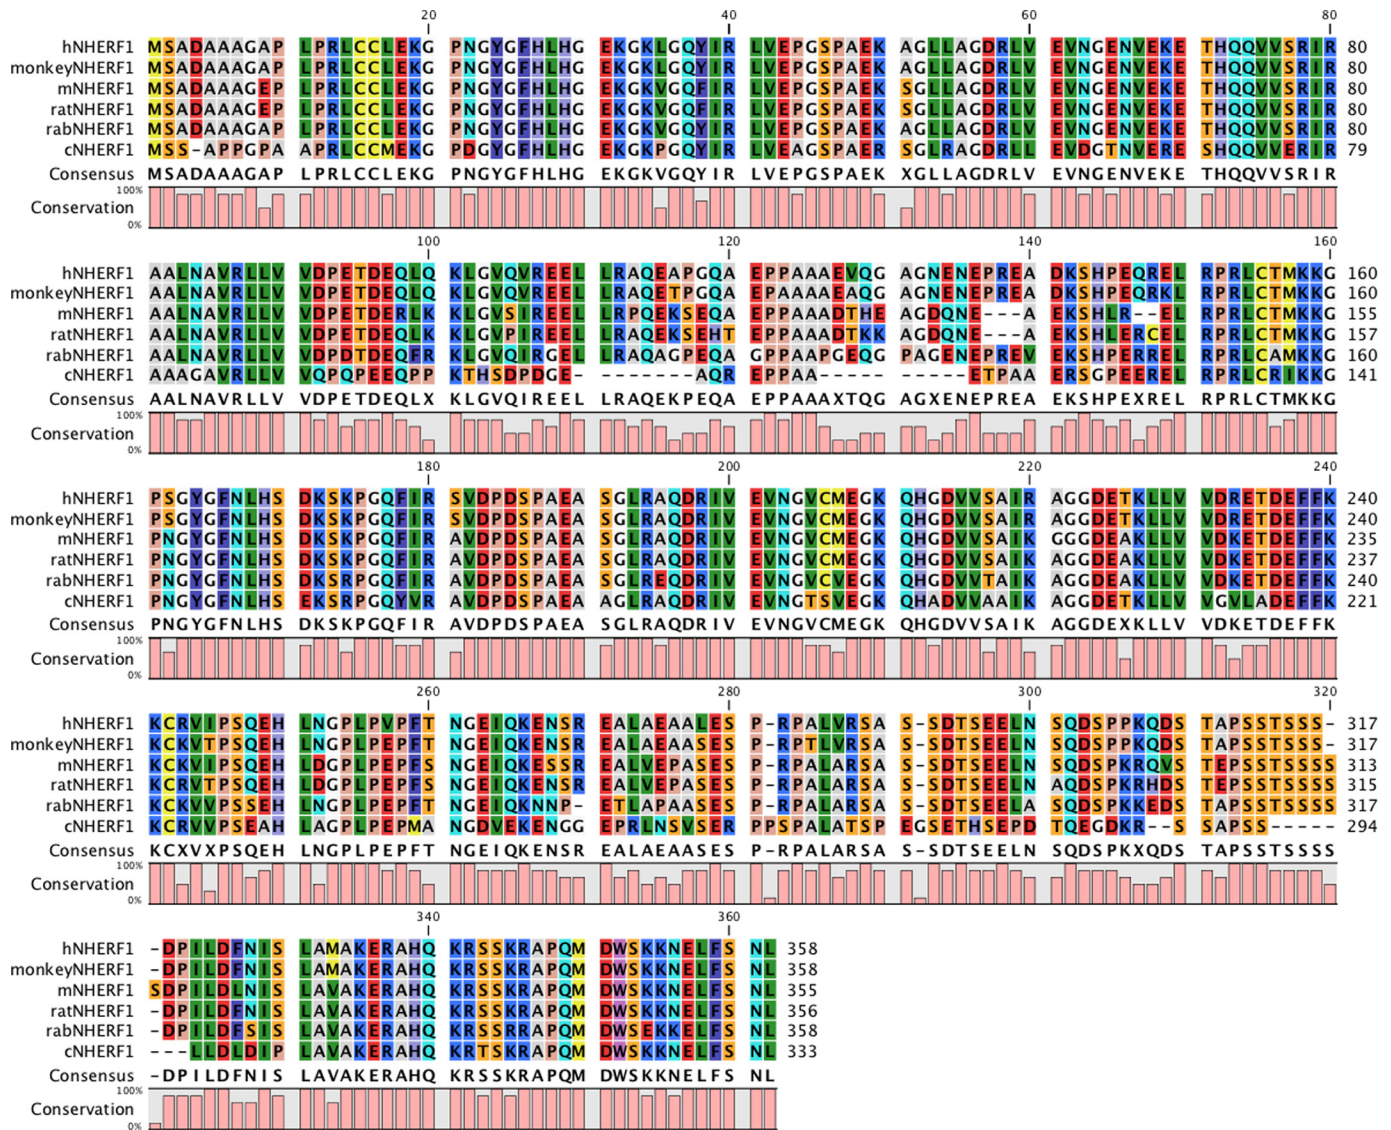 20 40 60 80
hNHERF1 MSADAAAGAP LPRLCCLEKG PNGYGFHLHG EKGKLGQYIR LVEPGSPAEK AGLLAGDRLV EVNGENVEKE THQQVVSRIR 80
monkeyNHERF1 MSADAAAGAP LPRLCCLEKG PNGYGFHLHG EKGKLGQYIR LVEPGSPAEK AGLLAGDRLV EVNGENVEKE THQQVVSRIR 80
mNHERF1 MSADAAAGEP LPRLCCLEKG PNGYGFHLHG EKGKVGQFIR LVEPGSPAEK SGLLAGDRLV EVNGENVEKE THQQVVSRIR 80
ratNHERF1 MSADAAAGEP LPRLCCLEKG PNGYGFHLHG EKGKVGQFIR LVEPGSPAEK SGLLAGDRLV EVNGENVEKE THQQVVSRIR 80
rabNHERF1 MSADAAAGAP LPRLCCLEKG PNGYGFHLHG EKGKVGQYIR LVEPGSPAEK AGLLAGDRLV EVNGENVEKE THQQVVSRIR 80
cNHERF1 MSS-APPGPA APRLCCMEKG PDGYGFHLHG EKGKPGQYIR LVEAGSPAER SGLRAGDRLL EVDGTNVERE SHQQVVERIR 79
Consensus MSADAAAGAP LPRLCCLEKG PNGYGFHLHG EKGKVGQYIR LVEPGSPAEK XGLLAGDRLV EVNGENVEKE THQQVVSRIR
100%
Conservation
0%
100 120 140 160
hNHERF1 AALNAVRLLV VDPETDEQLQ KLGVQVREEL LRAQEAPGQA EPPAAAEVQG AGNENEPREA DKSHPEQREL RPRLCTMKKG 160
monkeyNHERF1 AALNAVRLLV VDPETDEQLQ KLGVQVREEL LRAQETPGQA EPAAAAEAQG AGNENEPREA DKSHPEQRKL RPRLCTMKKG 160
mNHERF1 AALNAVRLLV VDPETDERLK KLGVSIREEL LRPQEKSEQA EPPAAADTHE AGDQNE---A EKSHLR--EL RPRLCTMKKG 155
ratNHERF1 AALNAVRLLV VDPETDEQLK KLGVPIREEL LRAQEKSEHT EPPAAADTKK AGDQNE---A EKSHLERCEL RPRLCTMKKG 157
rabNHERF1 AALNAVRLLV VDPDTDEQFR KLGVQIRGEL LRAQAGPEQA GPPAAPGEQG PAGENEPREV EKSHPERREL RPRLCAMKKG 160
cNHERF1 AAAGAVRLLV VQPQPEEQPP KTHSDPDGE- -------AQR EPPAA----- ------ETPAA ERSGPEEREL RPRLCRIKKG 141
Consensus AALNAVRLLV VDPETDEQLX KLGVQIREEL LRAQEKPEQA EPPAAAXTQG AGXENEPREA EKSHPEXREL RPRLCTMKKG
100%
Conservation
0%
180 200 220 240
hNHERF1 PSGYGFNLHS DKSKPGQFIR SVDPDSPAEA SGLRAQDRIV EVNGVCMEGK QHGDVVSAIR AGGDETKLLV VDRETDEFFK 240
monkeyNHERF1 PSGYGFNLHS DKSKPGQFIR SVDPDSPAEA SGLRAQDRIV EVNGVCMEGK QHGDVVSAIR AGGDETKLLV VDRETDEFFK 240
mNHERF1 PNGYGFNLHS DKSKPGQFIR AVDPDSPAEA SGLRAQDRIV EVNGVCMEGK QHGDVVSAIK AGGDEAKLLV VDKETDEFFK 235
ratNHERF1 PNGYGFNLHS DKSKPGQFIR AVDPDSPAEA SGLRAQDRIV EVNGVCMEGK QHGDVVSAIK AGGDEAKLLV VDKETDEFFK 237
rabNHERF1 PNGYGFNLHS DKSRPGQFIR AVDPDSPAEA SGLREQDRIV EVNGVCVEGK QHGDVVTAIK AGGDEAKLLV VDKETDEFFK 240
cNHERF1 PNGYGFNLHS EKSRPGQYVR AVDPDSPAEA AGLRAQDRIV EVNGTSVEGK QHADVVAAIK AGGDETKLLV VGVLADEFFK 221
Consensus PNGYGFNLHS DKSKPGQFIR AVDPDSPAEA SGLRAQDRIV EVNGVCMEGK QHGDVVSAIK AGGDEXKLLV VDKETDEFFK
100%
Conservation
0%
260 280 300 320
hNHERF1 KCRVIPSQEH LNGPLPVPFT NGEIQKENSR EALAEAALES P-RPALVRSA S-SDTSEELN SQDSPPKQDS TAPSSTSSS- 317
monkeyNHERF1 KCKVTPSQEH LNGPLPEPFT NGEIQKENSR EALAEAASES P-RPTLVRSA S-SDTSEELN SQDSPPKQDS TAPSSTSSS- 317
mNHERF1 KCKVIPSQEH LDGPLPEPFS NGEIQKESSR EALVEPASES P-RPALARSA S-SDTSEELN SQDSPKRQVS TEPSSTSSSS 313
ratNHERF1 KCRVTPSQEH LDGPLPEPFS NGEIQKENSR EALVEPASES P-RPALARSA S-SDTSEELN AQDSPKRHDS TEPSSTSSSS 315
rabNHERF1 KCKVVPSSEH LNGPLPEPFT NGEIQKNNP- ETLAPAASES P-RPALARSA S-SDTSEELA SQDSPKKEDS TAPSSTSSSS 317
cNHERF1 KCRVVPSEAH LAGPLPEPMA NGDVEKENGG EPRLNSVSER PPSPALATSP EGSETHSEPD TQEGDKR--S SAPSS----- 294
Consensus KCXVXPSQEH LNGPLPEPFT NGEIQKENSR EALAEAASES P-RPALARSA S-SDTSEELN SQDSPKXQDS TAPSSTSSSS
100%
Conservation
0%
340 360
hNHERF1 -DPILDFNIS LAMAKERAHQ KRSSKRAPQM DWSKKNELFS NL 358
monkeyNHERF1 -DPILDFNIS LAMAKERAHQ KRSSKRAPQM DWSKKNELFS NL 358
mNHERF1 SDPILDLNIS LAVAKERAHQ KRSSKRAPQM DWSKKNELFS NL 355
ratNHERF1 -DPILDFNIS LAVAKERAHQ KRSSKRAPQM DWSKKNELFS NL 356
rabNHERF1 -DPILDFSIS LAVAKERAHQ KRSSRRAPQM DWSEKKELFS NL 358
cNHERF1 ---LLDLDIP LAVAKERAHQ KRTSKRAPQM DWSKKNELFS NL 333
Consensus -DPILDFNIS LAVAKERAHQ KRSSKRAPQM DWSKKNELFS NL
100%
Conservation
0%